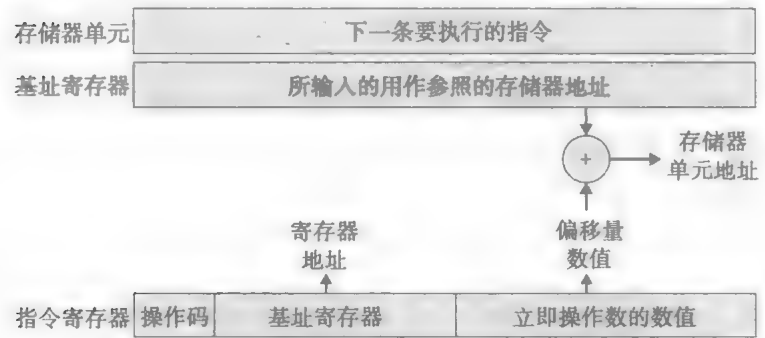 存储器单元 下一条要执行的指令
基址寄存器 所输入的用作参照的存储器地址
+ 存储器
单元地址
寄存器 偏移量
地址 数值
指令寄存器 操作码 基址寄存器 立即操作数的数值